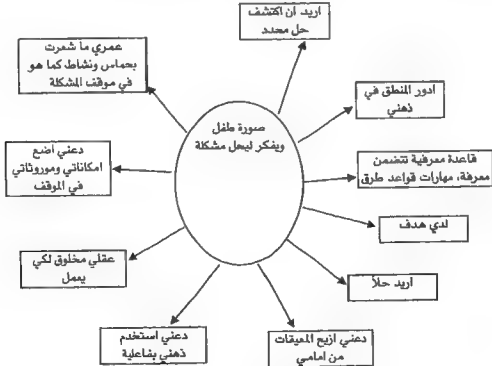 اريد ان اكتشف
حل محدد
عمري ما شعرت
بحماس ونشاط كما هو
في موقف المشكلة
ادور المنطق في
ذهني
صورة طفل
ويفكر ليحل مشكلة
دعني أضع
امكاناتي وموروثاتي
في الموقف
قاعدة معرفية تتضمن
معرفة، مهارات قواعد طرق
لدي هدف
عقلي مخلوق لكي
يعمل
اريد حلاً
دعني استخدم
ذهني بفاعلية
دعني ازيح المعيقات
من امامي